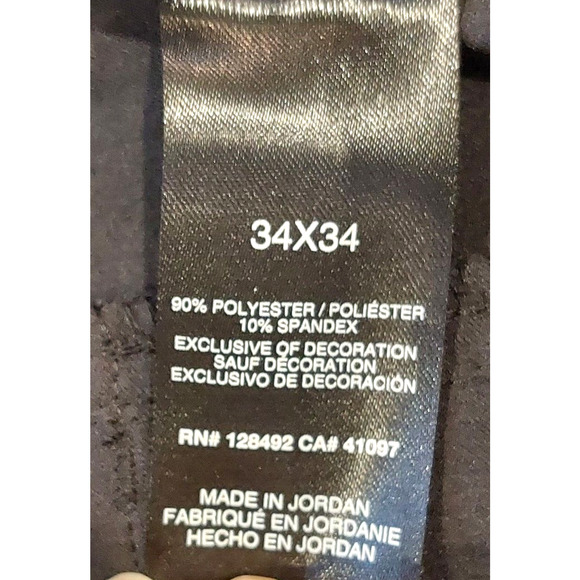 34X34
90% POLYESTER / POLIÉSTER
10% SPANDEX
EXCLUSIVE OF DECORATION
SAUF DÉCORATION
EXCLUSIVO DE DECORACIÓN
RN# 128492 CA# 41097
MADE IN JORDAN
FABRIQUÉ EN JORDANIE
HECHO EN JORDAN